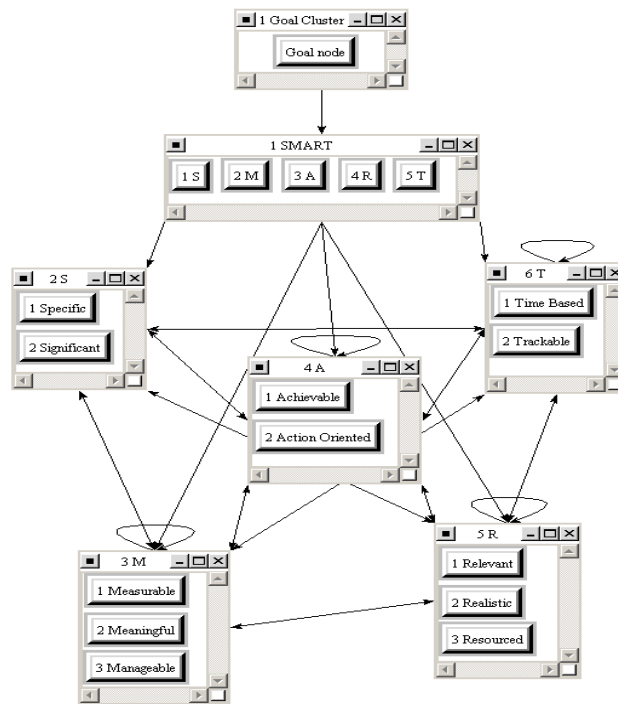 1 Goal Cluster
Goal node
1 SMART
1 S 2 M 3 A 4 R 5 T
2 S
1 Specific
2 Significant
6 T
1 Time Based
2 Trackable
4 A
1 Achievable
2 Action Oriented
3 M
1 Measurable
2 Meaningful
3 Manageable
5 R
1 Relevant
2 Realistic
3 Resourced